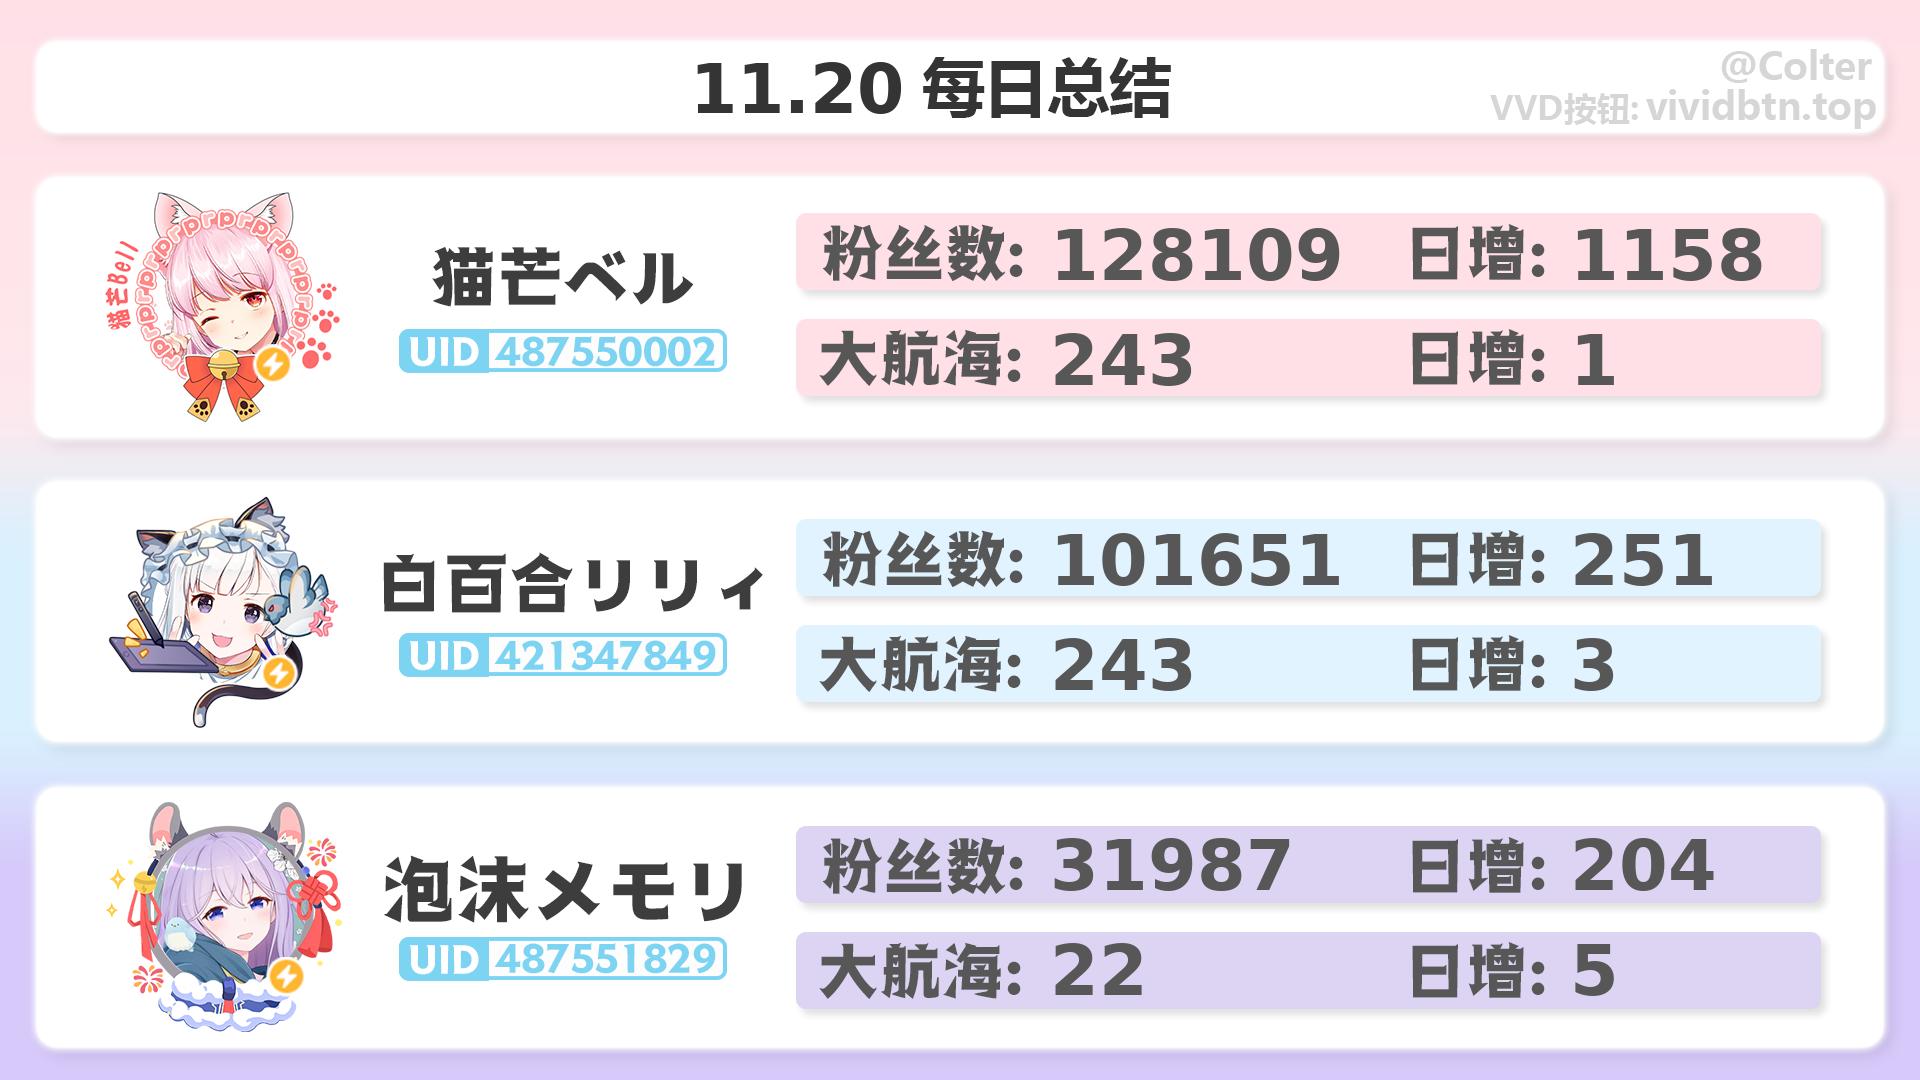 11.20 每日总结
@Colter
VVD按钮: vividbtn.top
猫芒Bell
prprprprprprprpr
猫芒ベル
UID 487550002
粉丝数: 128109 日增: 1158
大航海: 243 日增: 1
白百合リリィ
UID 421347849
粉丝数: 101651 日增: 251
大航海: 243 日增: 3
泡沫メモリ
UID 487551829
粉丝数: 31987 日增: 204
大航海: 22 日增: 5